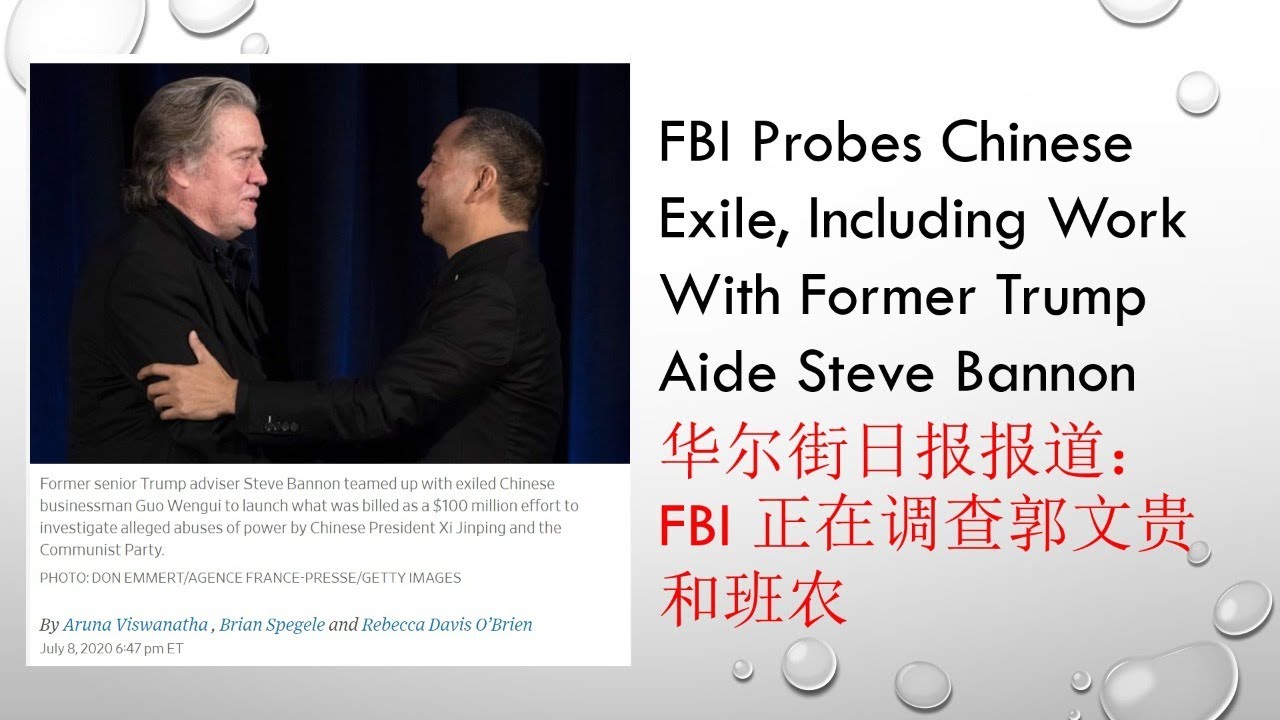 Former senior Trump adviser Steve Bannon teamed up with exiled Chinese
businessman Guo Wengui to launch what was billed as a $100 million effort to
investigate alleged abuses of power by Chinese President Xi Jinping and the
Communist Party.
PHOTO: DON EMMERT/AGENCE FRANCE-PRESSE/GETTY IMAGES
By Aruna Viswanatha , Brian Spegele and Rebecca Davis O’Brien
July 8, 2020 6:47 pm ET
FBI Probes Chinese
Exile, Including Work
With Former Trump
Aide Steve Bannon
华尔街日报报道：
FBI 正在调查郭文贵
和班农